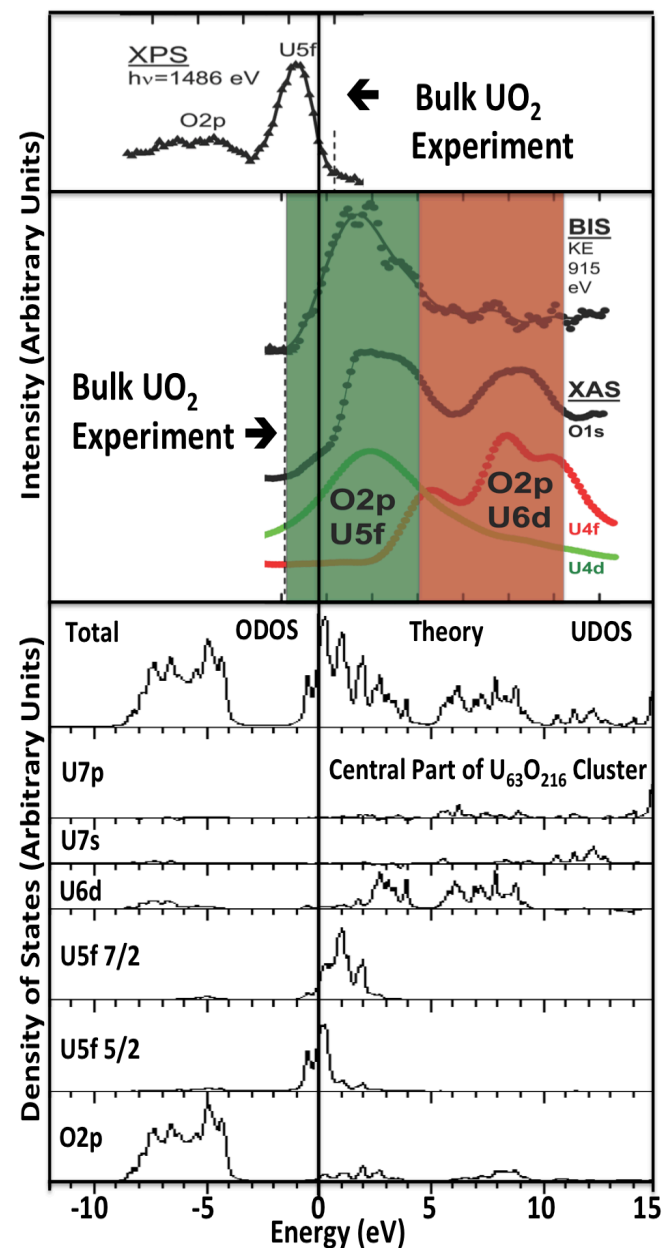 XPS
hν=1486 eV
U5f
O2p
Bulk UO₂
Experiment
Intensity (Arbitrary Units)
BIS
KE
915
eV
Bulk UO₂
Experiment
XAS
O1s
O2p
U5f
O2p
U6d
U4f
U4d
Total
ODOS
Theory
UDOS
Density of States (Arbitrary Units)
U7p
Central Part of U₆₃O₂₁₆ Cluster
U7s
U6d
U5f 7/2
U5f 5/2
O2p
-10 -5 0 5 10 15
Energy (eV)